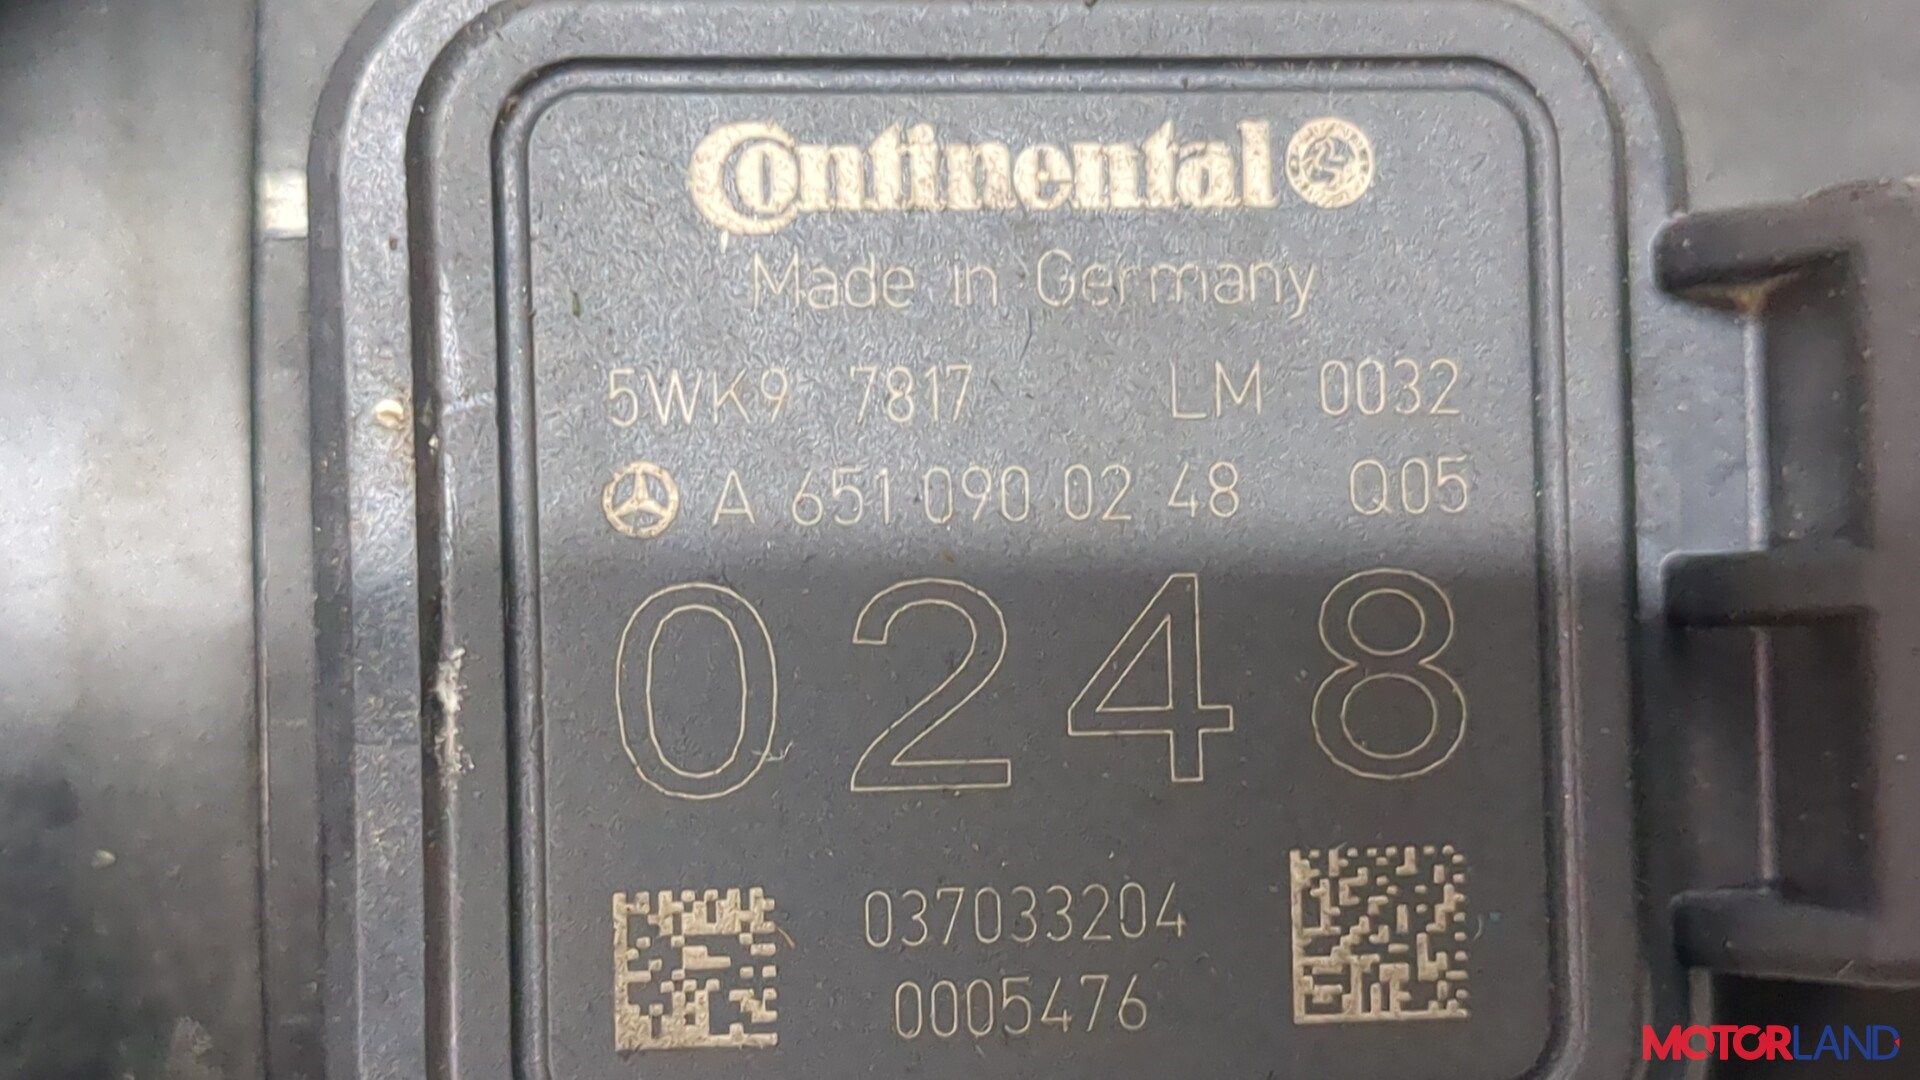 Continental
Made in Germany
5WK9 7817 LM 0032
A 651 090 02 48 Q05
0248
037033204
0005476
MOTORLAND